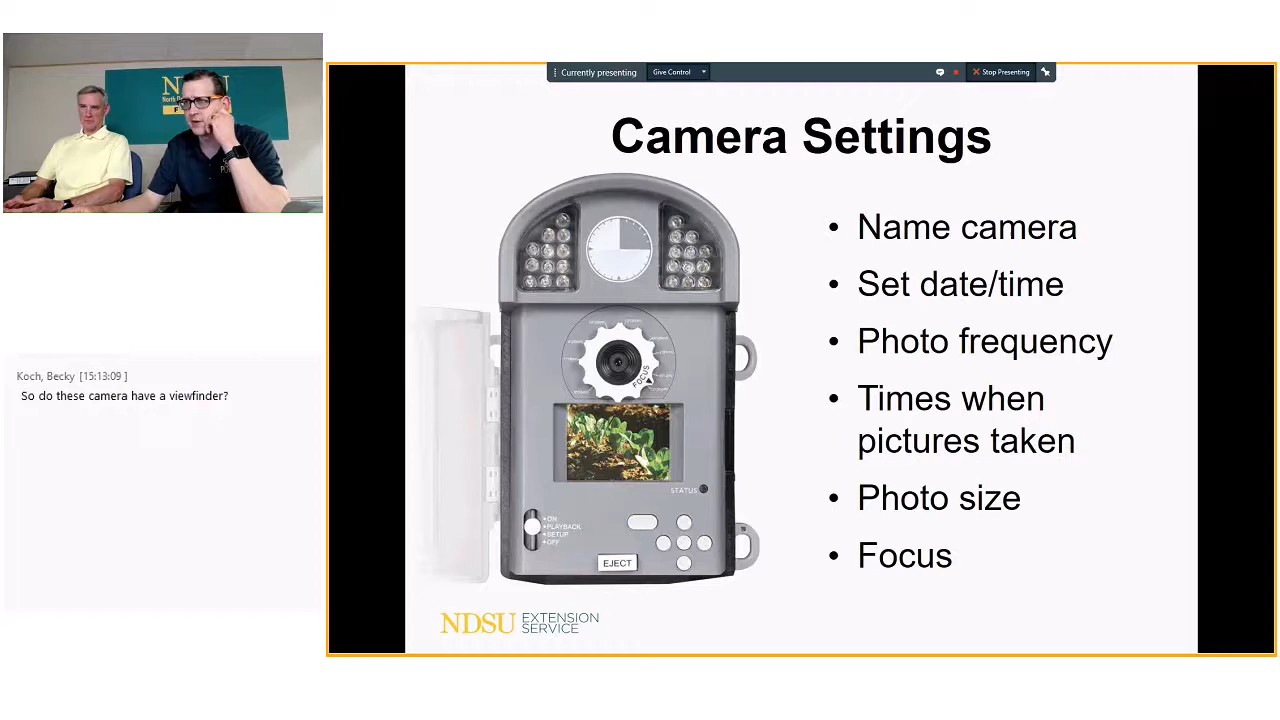 Currently presenting
Give Control
Stop Presenting
Camera Settings
• Name camera
• Set date/time
• Photo frequency
• Times when
pictures taken
• Photo size
• Focus
FOCUS
STATUS
ON
PLAYBACK
SETUP
OFF
EJECT
NDSU EXTENSION
SERVICE
Koch, Becky [15:13:09 ]
So do these camera have a viewfinder?